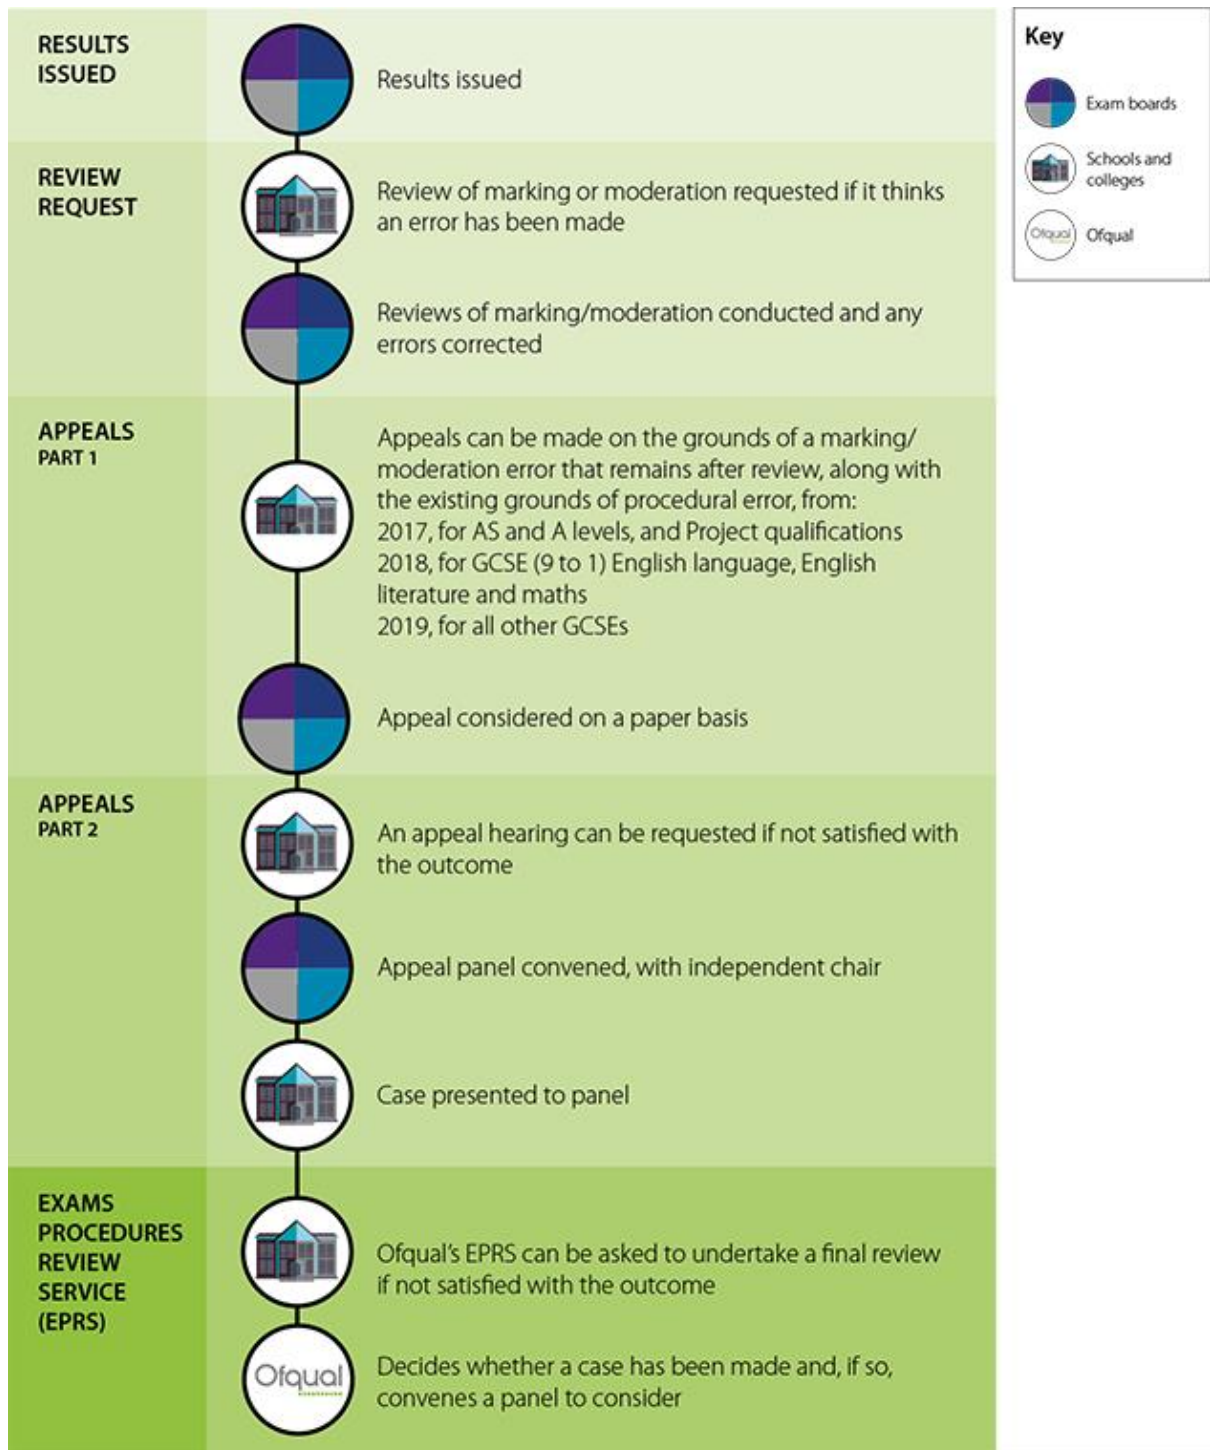 RESULTS
ISSUED
Results issued
REVIEW
REQUEST
Review of marking or moderation requested if it thinks
an error has been made
Reviews of marking/moderation conducted and any
errors corrected
APPEALS
PART 1
Appeals can be made on the grounds of a marking/
moderation error that remains after review, along with
the existing grounds of procedural error, from:
2017, for AS and A levels, and Project qualifications
2018, for GCSE (9 to 1) English language, English
literature and maths
2019, for all other GCSEs
Appeal considered on a paper basis
APPEALS
PART 2
An appeal hearing can be requested if not satisfied with
the outcome
Appeal panel convened, with independent chair
Case presented to panel
EXAMS
PROCEDURES
REVIEW
SERVICE
(EPRS)
Ofqual’s EPRS can be asked to undertake a final review
if not satisfied with the outcome
Ofqual
Decides whether a case has been made and, if so,
convenes a panel to consider
Key
Exam boards
Schools and
colleges
Ofqual
Ofqual